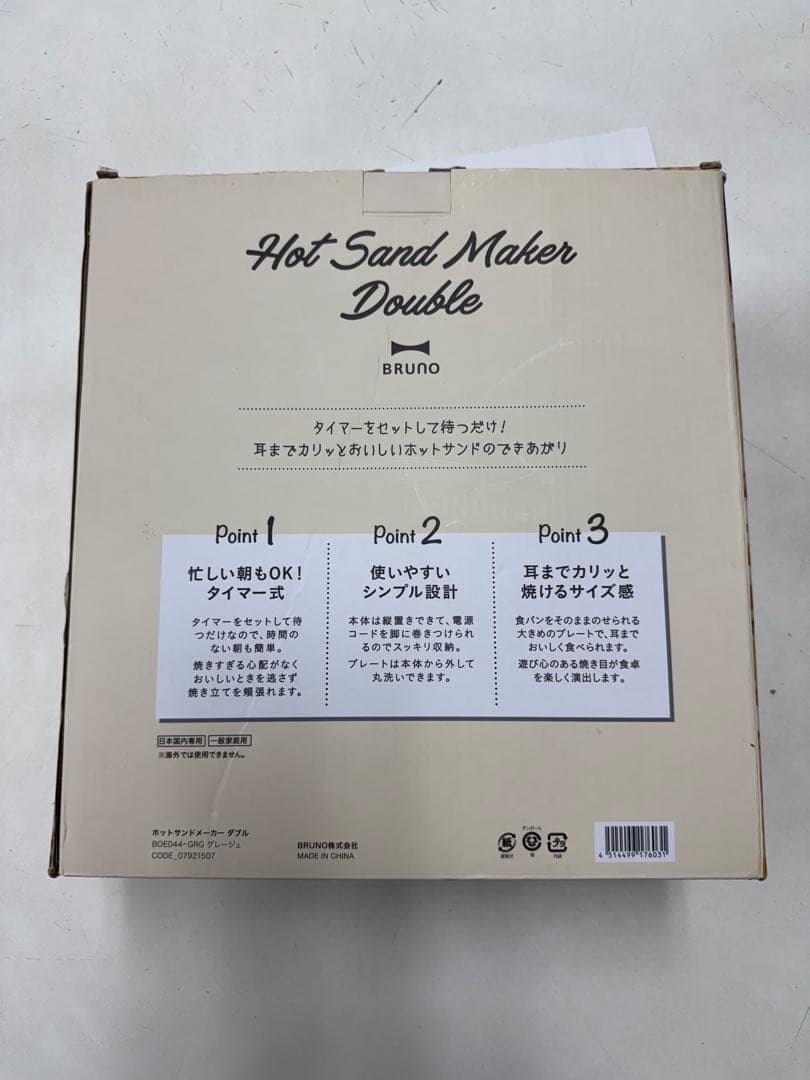 Hot Sand Maker
Double
BRUNO
タイマーをセットして待つだけ!
耳までカリッとおいしいホットサンドのできあがり
Point 1
忙しい朝もOK!
タイマー式
タイマーをセットして待
つだけなので、時間の
ない朝も簡単。
焼きすぎる心配がなく
おいしいときを逃さず
焼き立てを頬張れます。
Point 2
使いやすい
シンプル設計
本体は縦置きできて、電源
コードを脚に巻きつけられ
るのでスッキリ収納。
プレートは本体から外して
丸洗いできます。
Point 3
耳までカリッと
焼けるサイズ感
食パンをそのままのせられる
大きめのプレートで、耳まで
おいしく食べられます。
遊び心のある焼き目が食卓
を楽しく演出します。
日本国内専用 一般家庭用
※海外では使用できません。
ホットサンドメーカー ダブル
BOE044-GRG グレージュ
CODE_07921507
BRUNO株式会社
MADE IN CHINA
紙
ダンボール
プラ
4 514499 176031